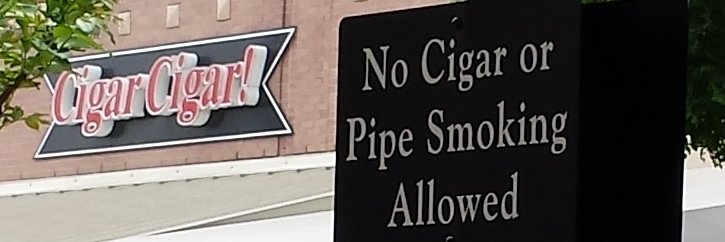 Cigar Cigar!
No Cigar or
Pipe Smoking
Allowed